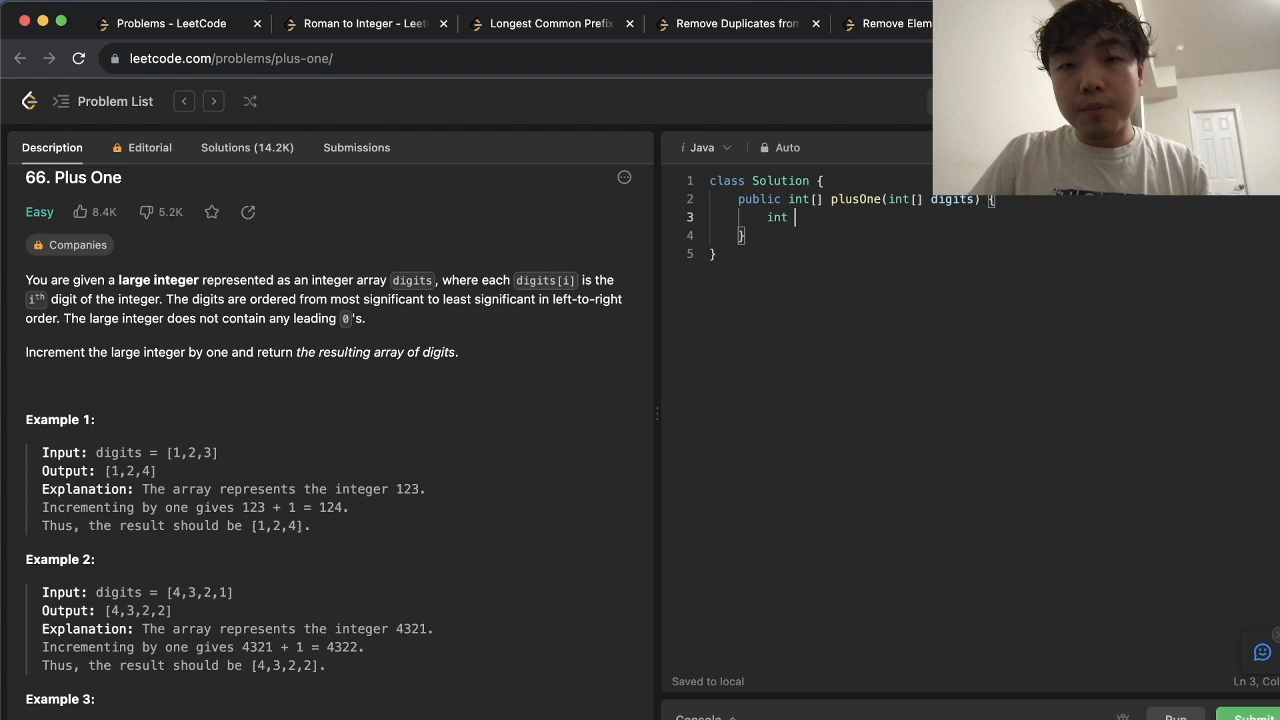 Problems - LeetCode
Roman to Integer - Leet
Longest Common Prefix
Remove Duplicates from
Remove Elem
leetcode.com/problems/plus-one/
Problem List
Description
Editorial
Solutions (14.2K)
Submissions
66. Plus One
Easy
8.4K
5.2K
Companies
You are given a large integer represented as an integer array digits, where each digits[i] is the
ith digit of the integer. The digits are ordered from most significant to least significant in left-to-right
order. The large integer does not contain any leading 0's.
Increment the large integer by one and return the resulting array of digits.
Example 1:
Input: digits = [1,2,3]
Output: [1,2,4]
Explanation: The array represents the integer 123.
Incrementing by one gives 123 + 1 = 124.
Thus, the result should be [1,2,4].
Example 2:
Input: digits = [4,3,2,1]
Output: [4,3,2,2]
Explanation: The array represents the integer 4321.
Incrementing by one gives 4321 + 1 = 4322.
Thus, the result should be [4,3,2,2].
Example 3:
i Java
Auto
1 class Solution {
2 public int[] plusOne(int[] digits) {
3 int
4 }
5 }
Saved to local
Ln 3, Col
Console
Run
Submit